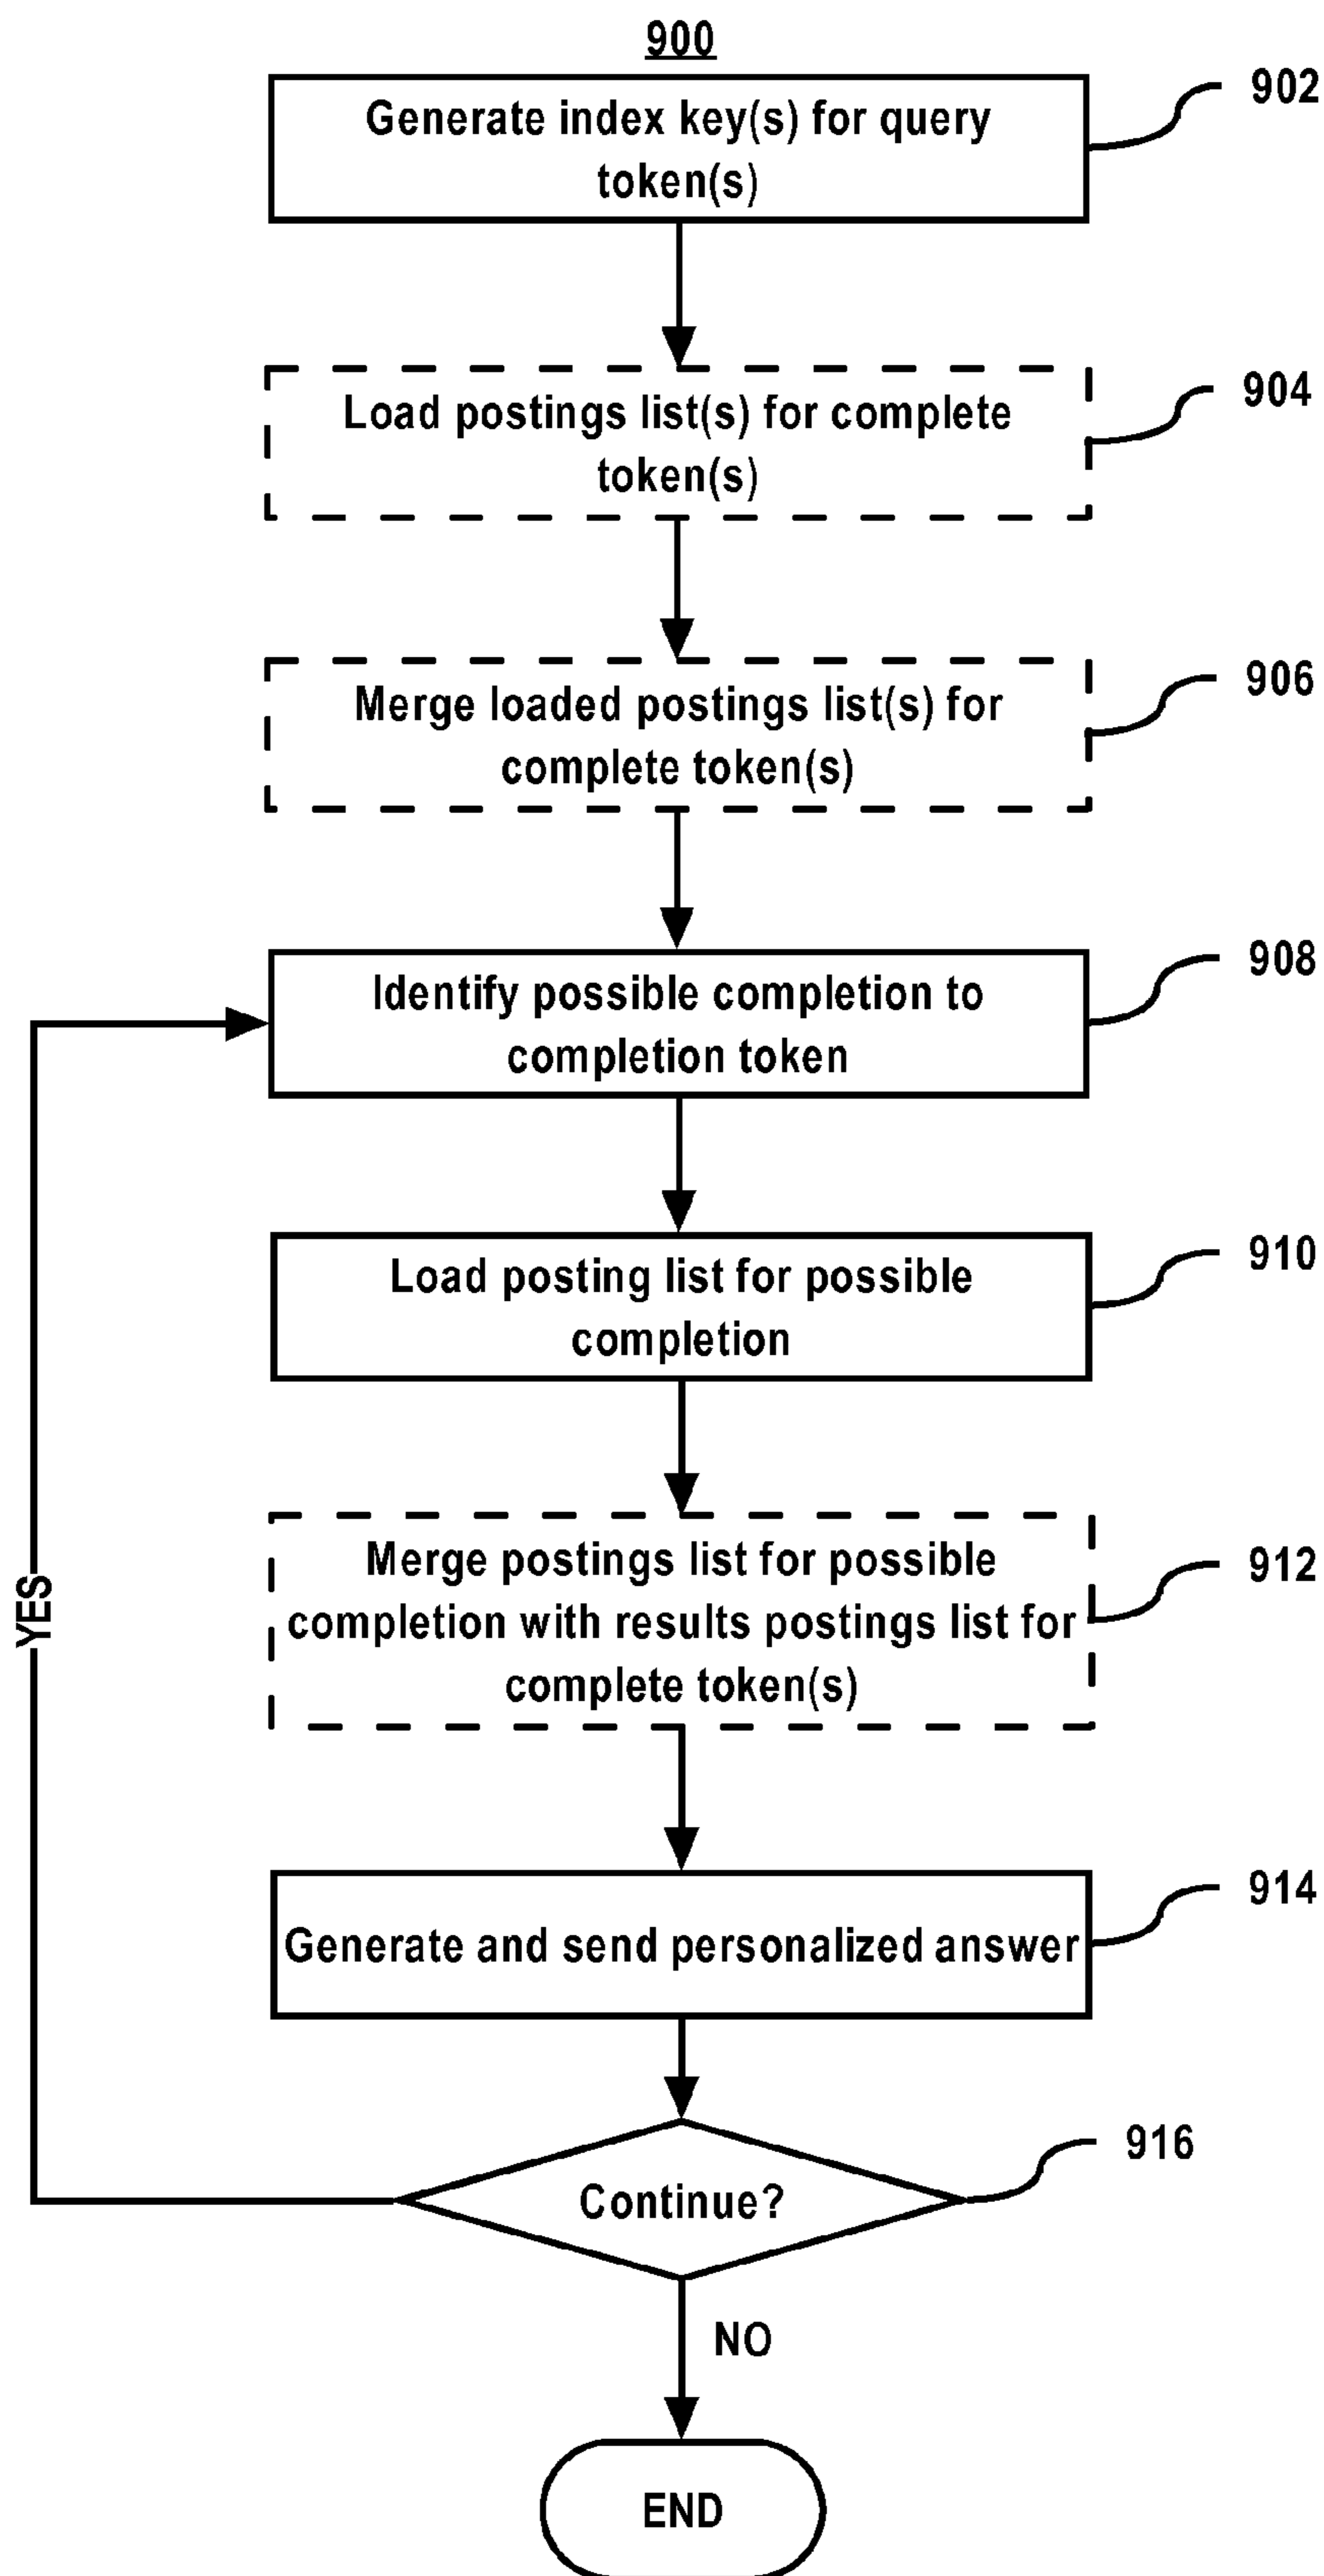 900
Generate index key(s) for query
token(s)
902
Load postings list(s) for complete
token(s)
904
Merge loaded postings list(s) for
complete token(s)
906
Identify possible completion to
completion token
908
Load posting list for possible
completion
910
Merge postings list for possible
completion with results postings list for
complete token(s)
912
YES
Generate and send personalized answer
914
Continue?
916
NO
END